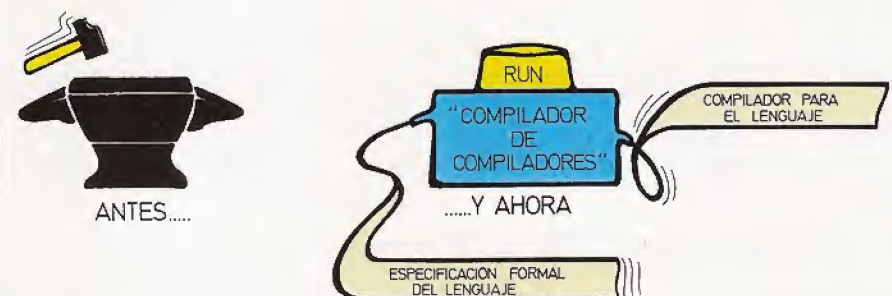 ANTES.....
RUN
"COMPILADOR
DE
COMPILADORES"
......Y AHORA
COMPILADOR PARA
EL LENGUAJE
ESPECIFICACION FORMAL
DEL LENGUAJE